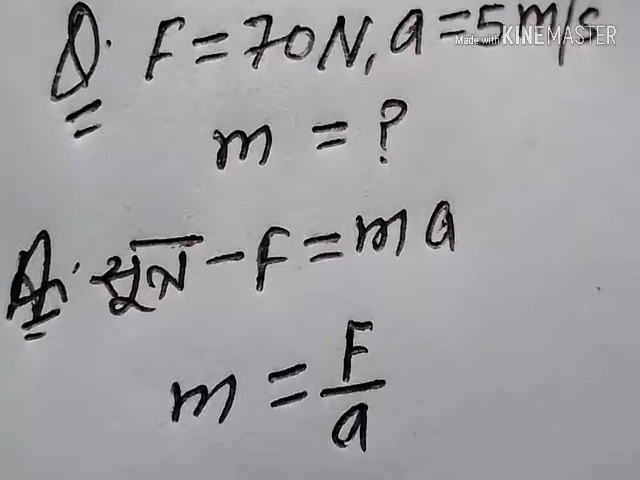 Q. F = 70N, a = 5m/s
Made with KINEMASTER
m = ?
A. सूत्र - F = ma
m = F/a